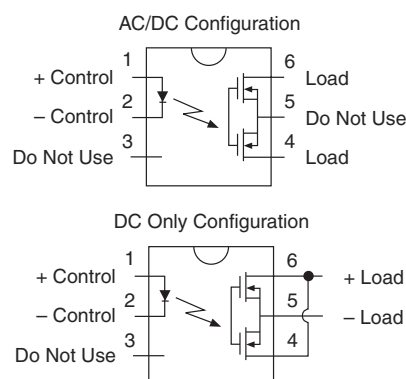 AC/DC Configuration
1
+ Control
2
– Control
3
Do Not Use
6
Load
5
Do Not Use
4
Load
DC Only Configuration
1
+ Control
2
– Control
3
Do Not Use
6
+ Load
5
– Load
4